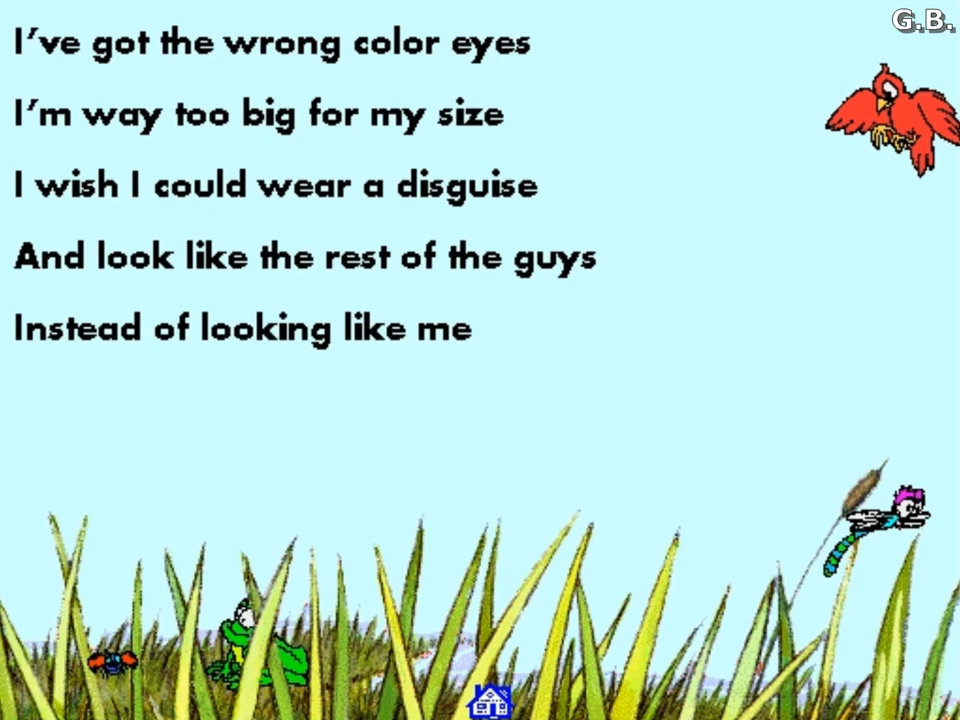 G.B.
I've got the wrong color eyes
I'm way too big for my size
I wish I could wear a disguise
And look like the rest of the guys
Instead of looking like me